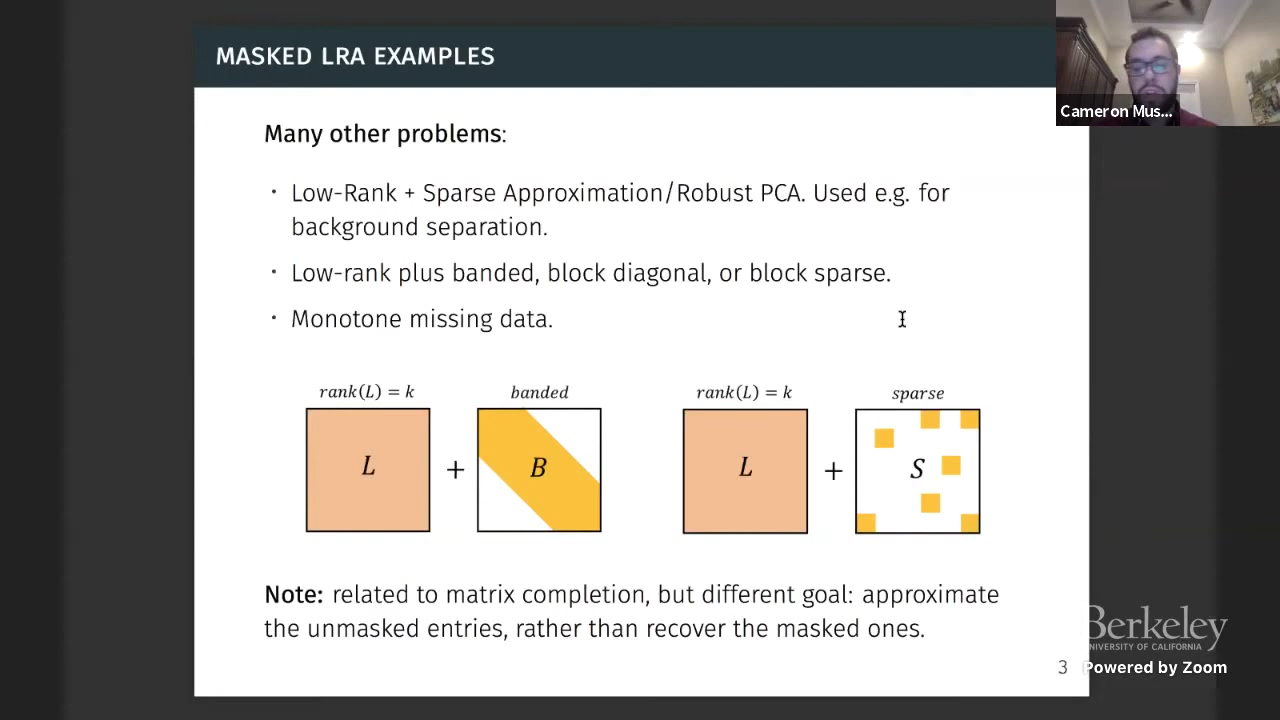 MASKED LRA EXAMPLES
Cameron Mus...
Many other problems:
· Low-Rank + Sparse Approximation/Robust PCA. Used e.g. for
background separation.
· Low-rank plus banded, block diagonal, or block sparse.
· Monotone missing data.
rank(L) = k
banded
rank(L) = k
sparse
L + B
L + S
Note: related to matrix completion, but different goal: approximate
the unmasked entries, rather than recover the masked ones.
Berkeley
UNIVERSITY OF CALIFORNIA
3
Powered by Zoom